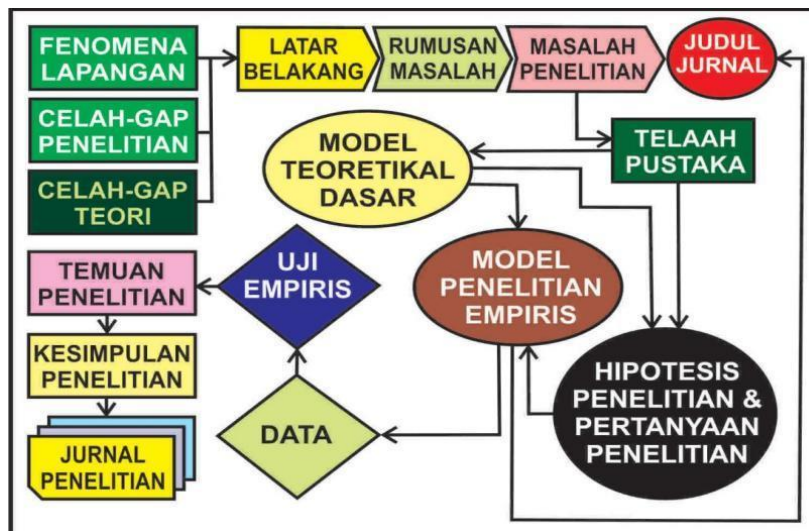 FENOMENA
LAPANGAN
CELAH-GAP
PENELITIAN
CELAH-GAP
TEORI
LATAR
BELAKANG
RUMUSAN
MASALAH
MASALAH
PENELITIAN
JUDUL
JURNAL
TELAAH
PUSTAKA
MODEL
TEORETIKAL
DASAR
MODEL
PENELITIAN
EMPIRIS
HIPOTESIS
PENELITIAN &
PERTANYAAN
PENELITIAN
DATA
UJI
EMPIRIS
TEMUAN
PENELITIAN
KESIMPULAN
PENELITIAN
JURNAL
PENELITIAN